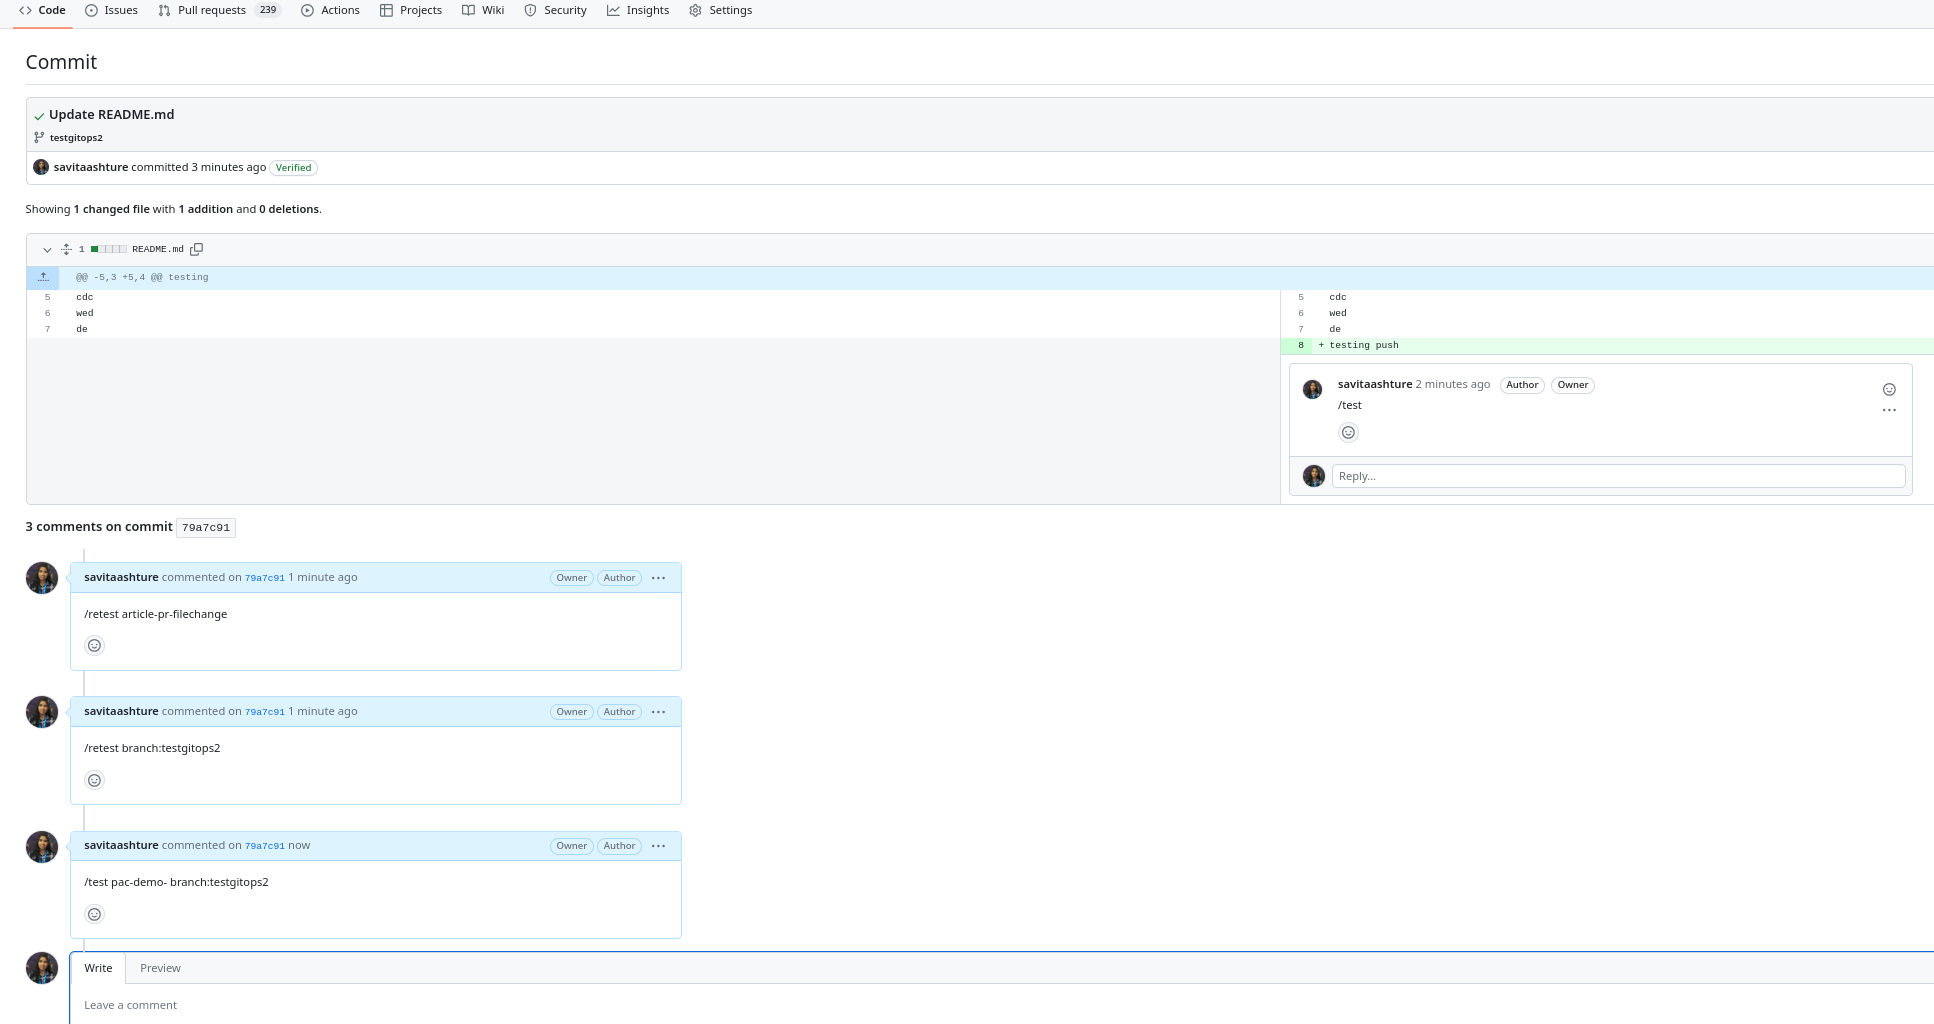 Code Issues Pull requests 239 Actions Projects Wiki Security Insights Settings
Commit
Update README.md
testgitops2
savitaashture committed 3 minutes ago Verified
Showing 1 changed file with 1 addition and 0 deletions.
1 README.md
@@ -5,3 +5,4 @@ testing
5 cdc 5 cdc
6 wed 6 wed
7 de 7 de
8 + testing push
savitaashture 2 minutes ago Author Owner
/test
Reply...
3 comments on commit 79a7c91
savitaashture commented on 79a7c91 1 minute ago Owner Author
/retest article-pr-filechange
savitaashture commented on 79a7c91 1 minute ago Owner Author
/retest branch:testgitops2
savitaashture commented on 79a7c91 now Owner Author
/test pac-demo- branch:testgitops2
Write Preview
Leave a comment